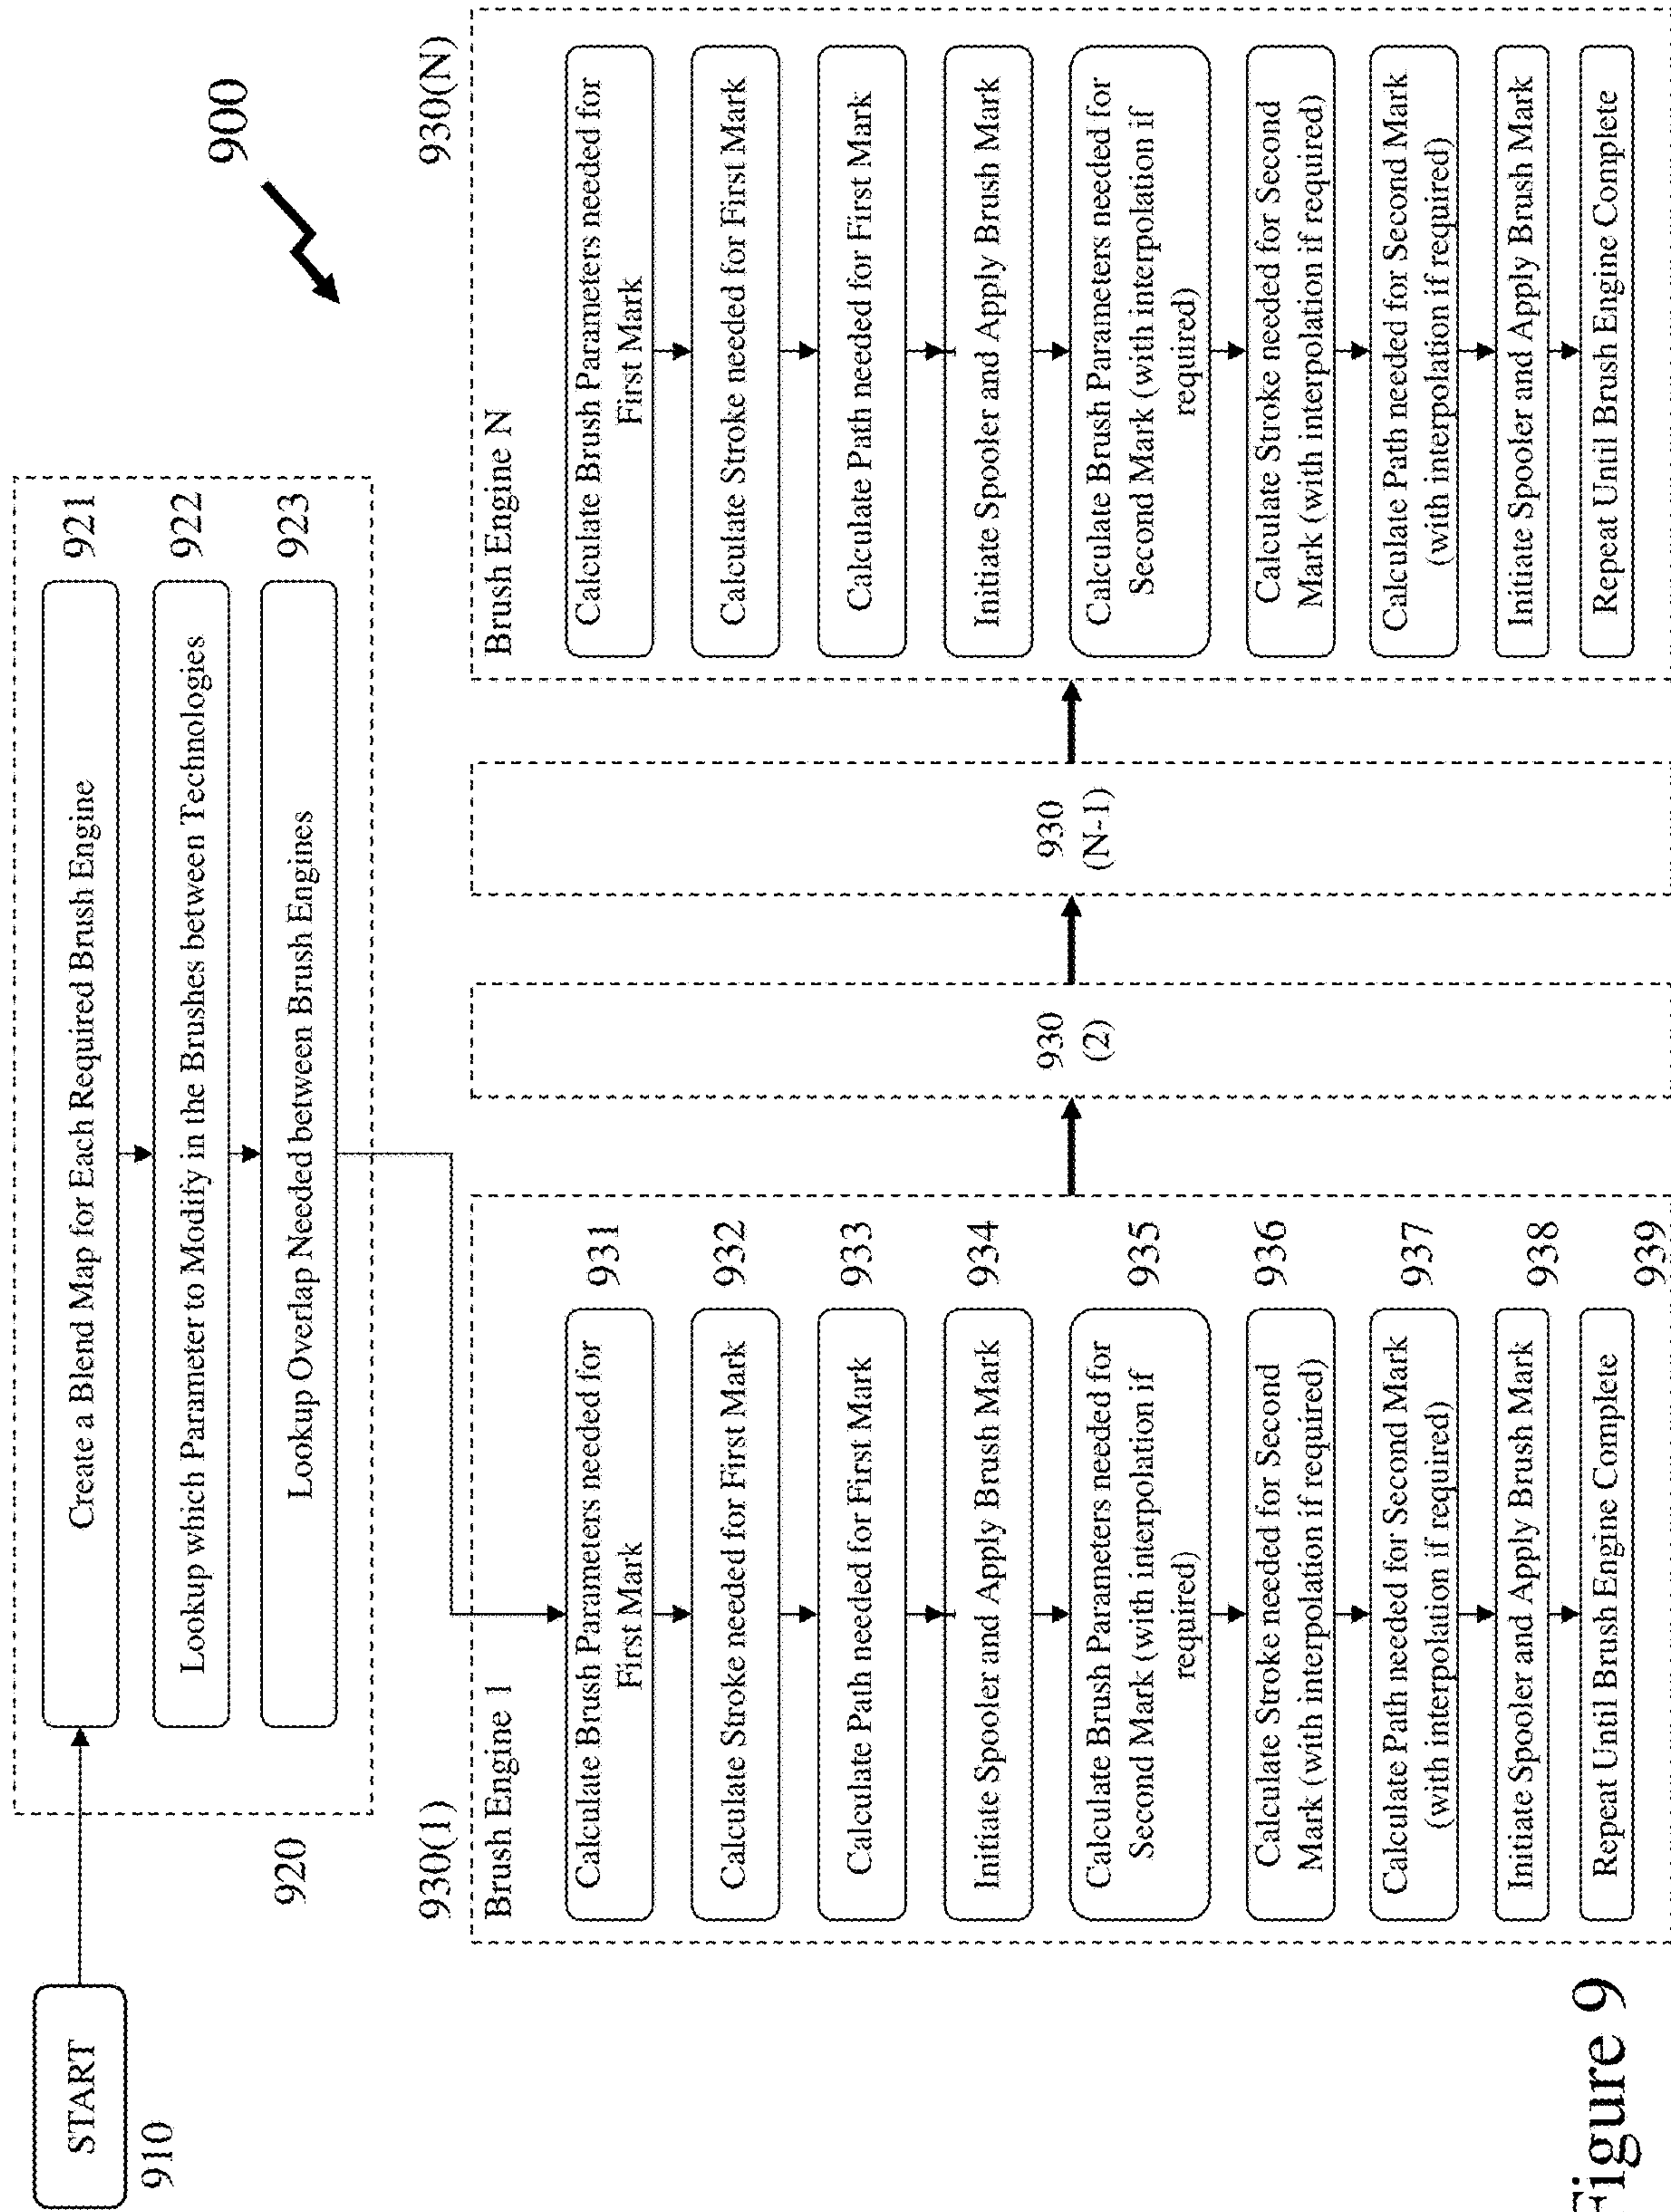 900
START
910
920
Create a Blend Map for Each Required Brush Engine
921
Lookup which Parameter to Modify in the Brushes between Technologies
922
Lookup Overlap Needed between Brush Engines
923
930(1)
Brush Engine 1
Calculate Brush Parameters needed for
First Mark
931
Calculate Stroke needed for First Mark
932
Calculate Path needed for First Mark
933
Initiate Spooler and Apply Brush Mark
934
Calculate Brush Parameters needed for
Second Mark (with interpolation if
required)
935
Calculate Stroke needed for Second
Mark (with interpolation if required)
936
Calculate Path needed for Second Mark
(with interpolation if required)
937
Initiate Spooler and Apply Brush Mark
938
Repeat Until Brush Engine Complete
939
930
(2)
930
(N-1)
930(N)
Brush Engine N
Calculate Brush Parameters needed for
First Mark
Calculate Stroke needed for First Mark
Calculate Path needed for First Mark
Initiate Spooler and Apply Brush Mark
Calculate Brush Parameters needed for
Second Mark (with interpolation if
required)
Calculate Stroke needed for Second
Mark (with interpolation if required)
Calculate Path needed for Second Mark
(with interpolation if required)
Initiate Spooler and Apply Brush Mark
Repeat Until Brush Engine Complete
Figure 9